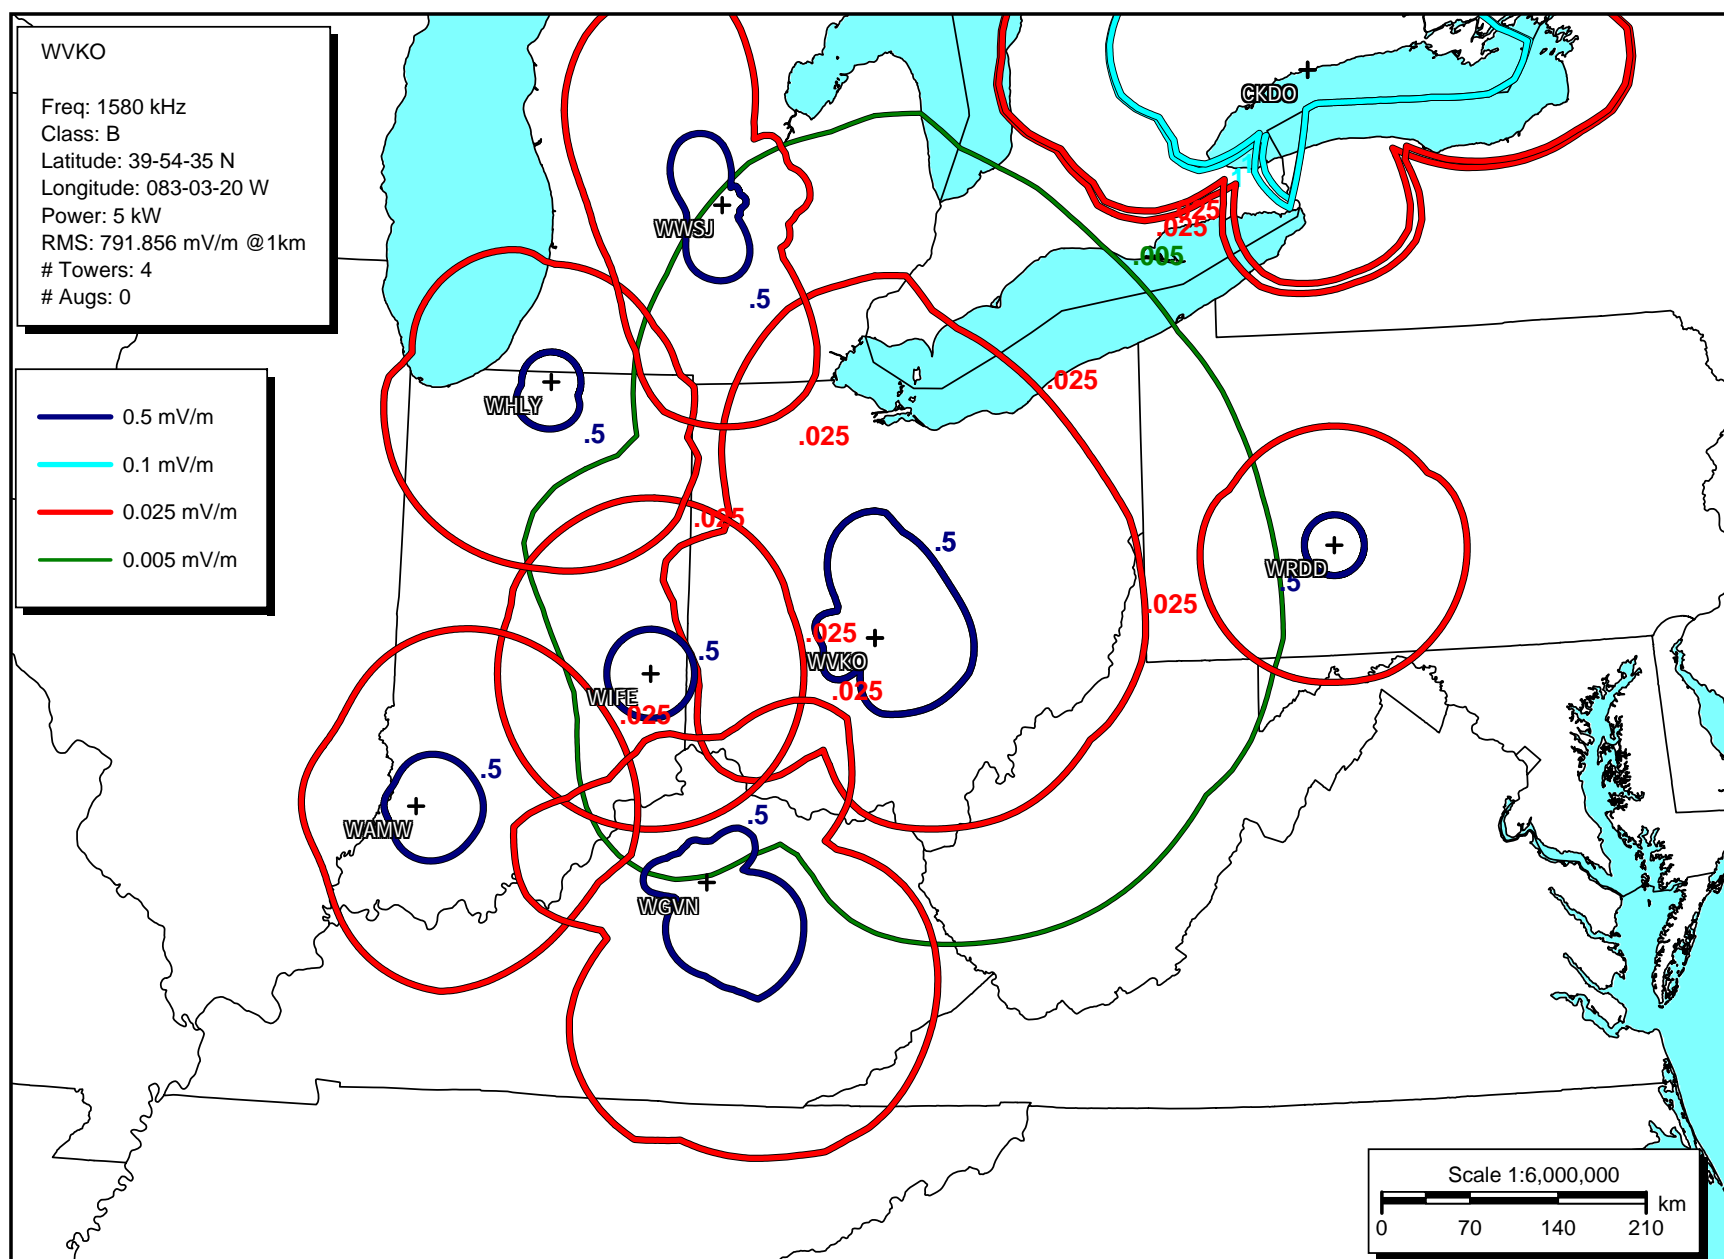 WVKO
Freq: 1580 kHz
Class: B
Latitude: 39-54-35 N
Longitude: 083-03-20 W
Power: 5 kW
RMS: 791.856 mV/m @1km
# Towers: 4
# Augs: 0
0.5 mV/m
0.1 mV/m
0.025 mV/m
0.005 mV/m
CKDO
.025
.025
.005
WWSJ
.5
WHLY
.5
.025
.025
.025
.5
WRDD
.5
.025
.025
WVKO
.025
.5
WIFE
.025
.5
WAMW
.5
WGVN
Scale 1:6,000,000
km
0 70 140 210